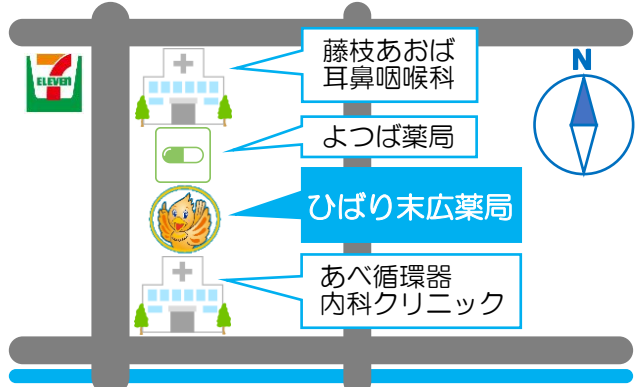 藤枝あおば
耳鼻咽喉科
N
ELEVEn
よつば薬局
ひばり末広薬局
あべ循環器
内科クリニック